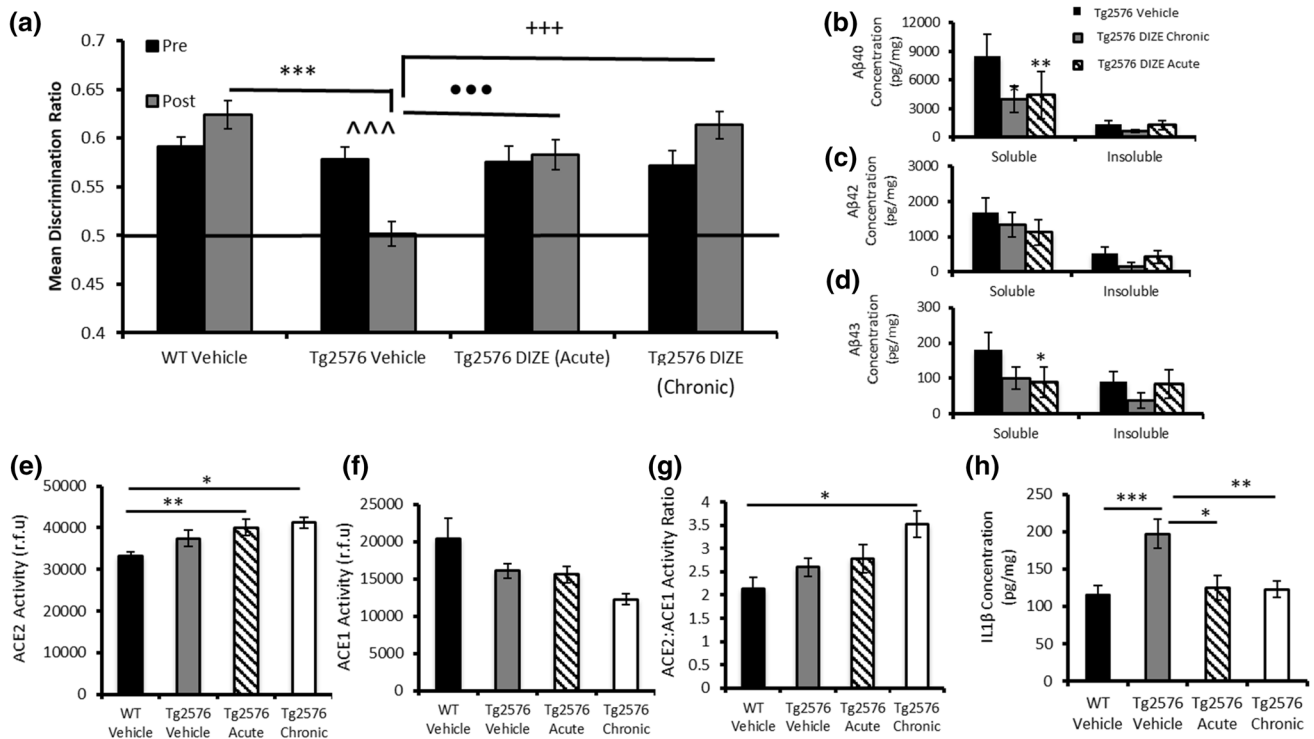 (a)
+++
0.7
Pre
0.65
***
Post
•••
0.6
^^^
0.55
0.5
0.45
0.4
Mean Discrimination Ratio
WT Vehicle
Tg2576 Vehicle
Tg2576 DIZE (Acute)
Tg2576 DIZE
(Chronic)
(b)
Tg2576 Vehicle
Tg2576 DIZE Chronic
Tg2576 DIZE Acute
Aβ40
Concentration
(pg/mg)
12000
9000
6000
3000
0
*
**
Soluble
Insoluble
(c)
Aβ42
Concentration
(pg/mg)
3000
2000
1000
0
Soluble
Insoluble
(d)
Aβ43
Concentration
(pg/mg)
300
200
100
0
*
Soluble
Insoluble
(e)
ACE2 Activity (r.f.u)
50000
40000
30000
20000
10000
0
*
**
WT
Vehicle
Tg2576
Vehicle
Tg2576
Acute
Tg2576
Chronic
(f)
ACE1 Activity (r.f.u)
25000
20000
15000
10000
5000
0
WT
Vehicle
Tg2576
Vehicle
Tg2576
Acute
Tg2576
Chronic
(g)
ACE2:ACE1 Activity Ratio
4
3.5
3
2.5
2
1.5
1
0.5
0
*
WT
Vehicle
Tg2576
Vehicle
Tg2576
Acute
Tg2576
Chronic
(h)
IL1β Concentration
(pg/mg)
250
200
150
100
50
0
***
**
*
WT
Vehicle
Tg2576
Vehicle
Tg2576
Acute
Tg2576
Chronic